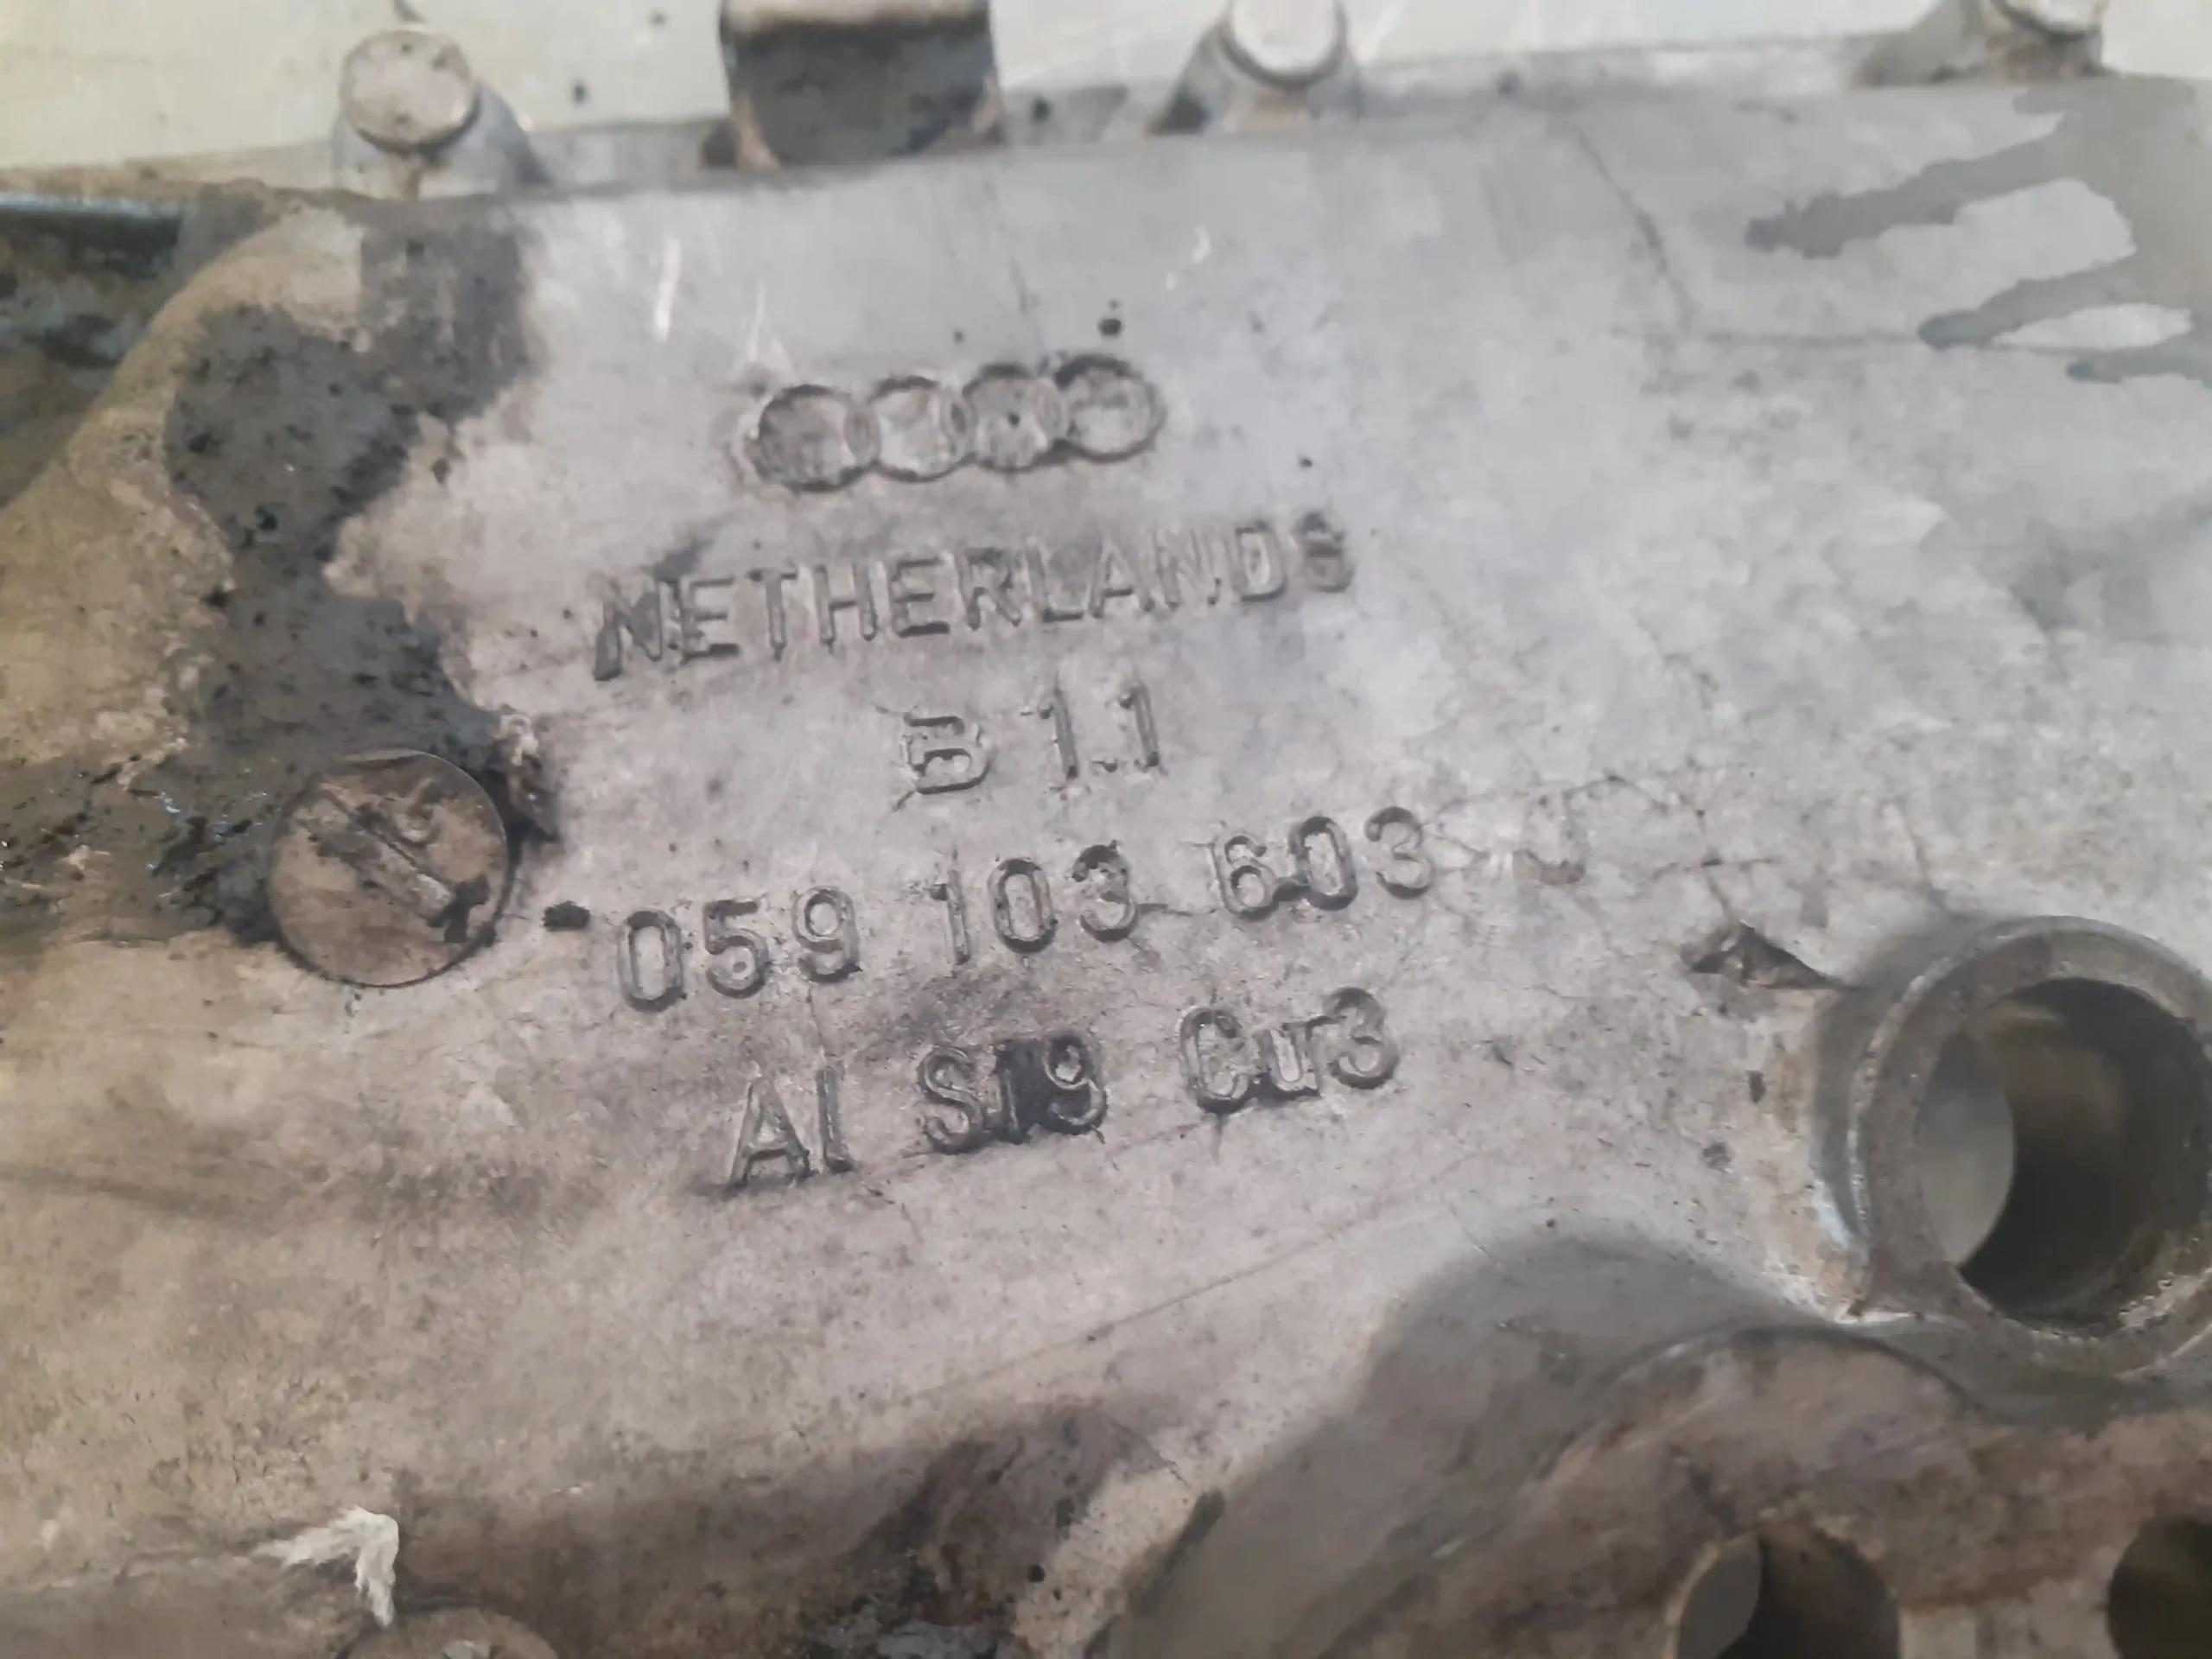 NETHERLANDS
B 1.1
059 103 603
Al Si9 Cu3